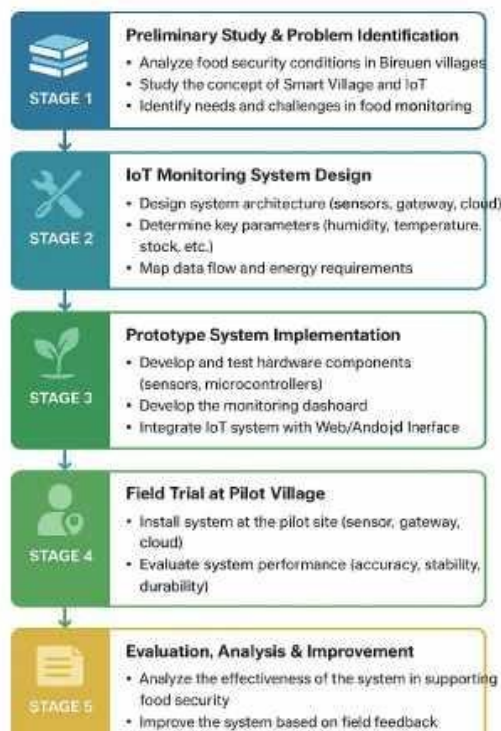 Preliminary Study & Problem Identification
• Analyze food security conditions in Bireuen villages
STAGE 1
• Study the concept of Smart Village and IoT
• Identify needs and challenges in food monitoring
IoT Monitoring System Design
• Design system architecture (sensors, gateway, cloud)
STAGE 2
• Determine key parameters (humidity, temperature,
stock, etc.)
• Map data flow and energy requirements
Prototype System Implementation
• Develop and test hardware components
(sensors, microcontrollers)
STAGE 3
• Develop the monitoring dashoard
• Integrate IoT system with Web/Andojd Inerface
Field Trial at Pilot Village
• Install system at the pilot site (sensor, gateway,
cloud)
STAGE 4
• Evaluate system performance (accuracy, stability,
durability)
Evaluation, Analysis & Improvement
• Analyze the effectiveness of the system in supporting
food security
STAGE 5
• Improve the system based on field feedback